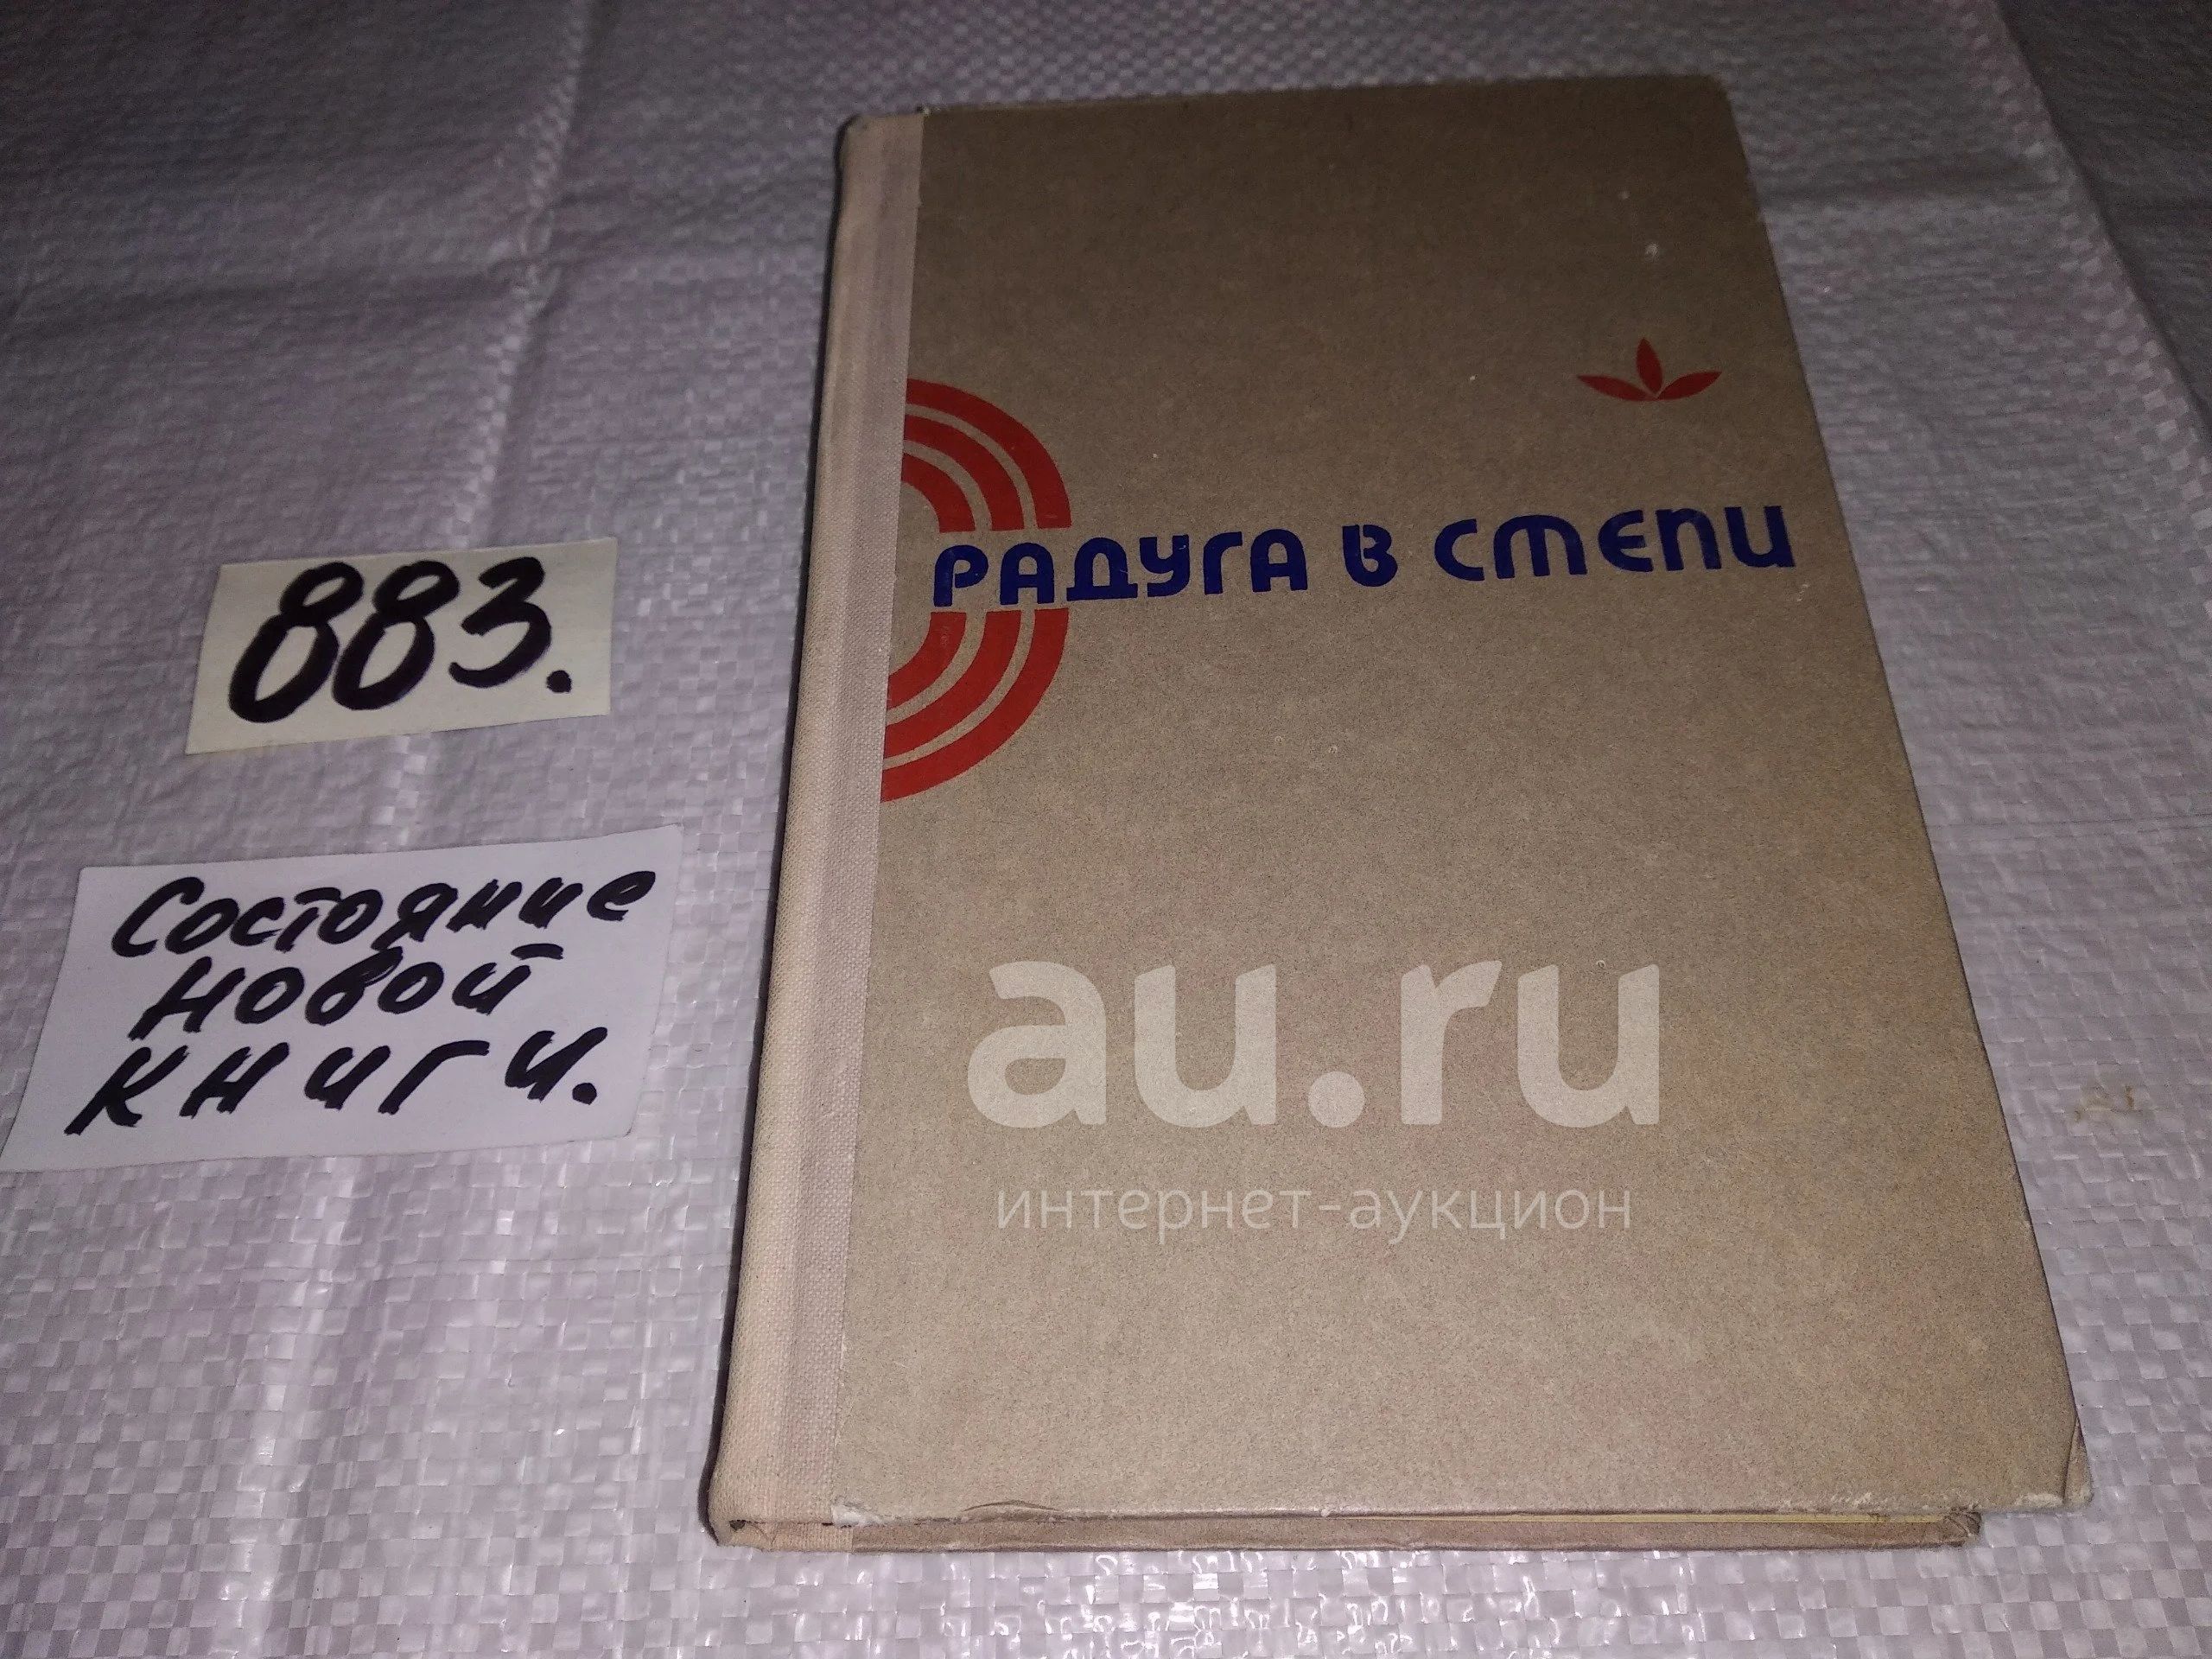 883.
Состояние
новой
книги.
РАДУГА В СТЕПИ
au.ru
интернет-аукцион